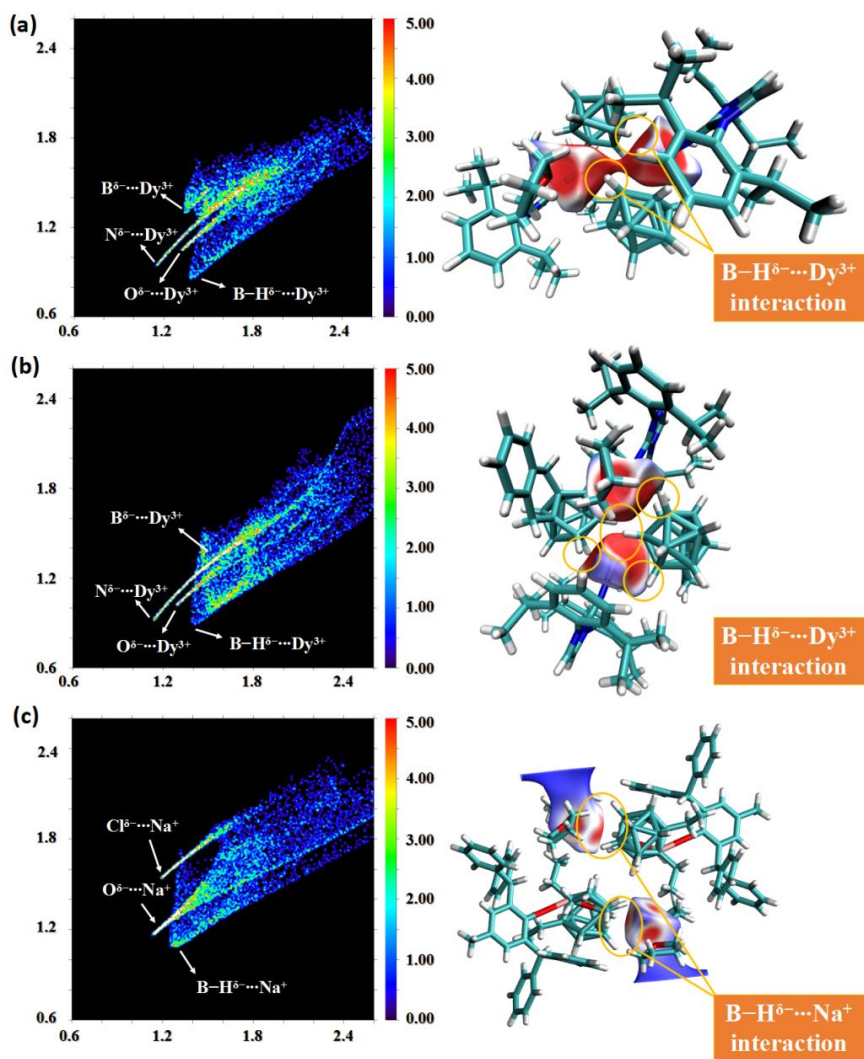 (a)
2.4
1.8
1.2
0.6
0.6
1.2
1.8
2.4
5.00
4.00
3.00
2.00
1.00
0.00
Bδ−···Dy3+
Nδ−···Dy3+
Oδ−···Dy3+
B−Hδ−···Dy3+
B−Hδ−···Dy3+
interaction
(b)
2.4
1.8
1.2
0.6
0.6
1.2
1.8
2.4
5.00
4.00
3.00
2.00
1.00
0.00
Bδ−···Dy3+
Nδ−···Dy3+
Oδ−···Dy3+
B−Hδ−···Dy3+
B−Hδ−···Dy3+
interaction
(c)
2.4
1.8
1.2
0.6
0.6
1.2
1.8
2.4
5.00
4.00
3.00
2.00
1.00
0.00
Clδ−···Na+
Oδ−···Na+
B−Hδ−···Na+
B−Hδ−···Na+
interaction